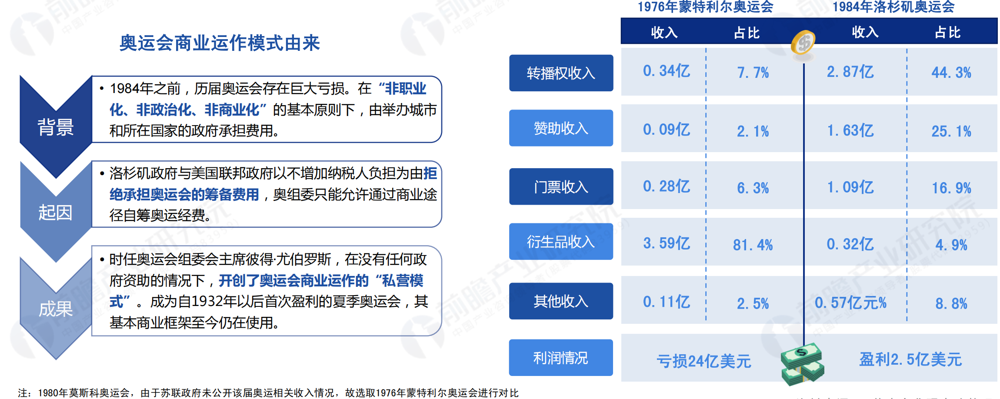 奥运会商业运作模式由来
背景
• 1984年之前，历届奥运会存在巨大亏损。在“非职业
化、非政治化、非商业化”的基本原则下，由举办城市
和所在国家的政府承担费用。
起因
• 洛杉矶政府与美国联邦政府以不增加纳税人负担为由拒
绝承担奥运会的筹备费用，奥组委只能允许通过商业途
径自筹奥运经费。
成果
• 时任奥运会组委会主席彼得·尤伯罗斯，在没有任何政
府资助的情况下，开创了奥运会商业运作的“私营模
式”。成为自1932年以后首次盈利的夏季奥运会，其
基本商业框架至今仍在使用。
1976年蒙特利尔奥运会 1984年洛杉矶奥运会
收入 占比 收入 占比
转播权收入 0.34亿 7.7% 2.87亿 44.3%
赞助收入 0.09亿 2.1% 1.63亿 25.1%
门票收入 0.28亿 6.3% 1.09亿 16.9%
衍生品收入 3.59亿 81.4% 0.32亿 4.9%
其他收入 0.11亿 2.5% 0.57亿元% 8.8%
利润情况 亏损24亿美元 盈利2.5亿美元
注：1980年莫斯科奥运会，由于苏联政府未公开该届奥运相关收入情况，故选取1976年蒙特利尔奥运会进行对比
前瞻产业研究院